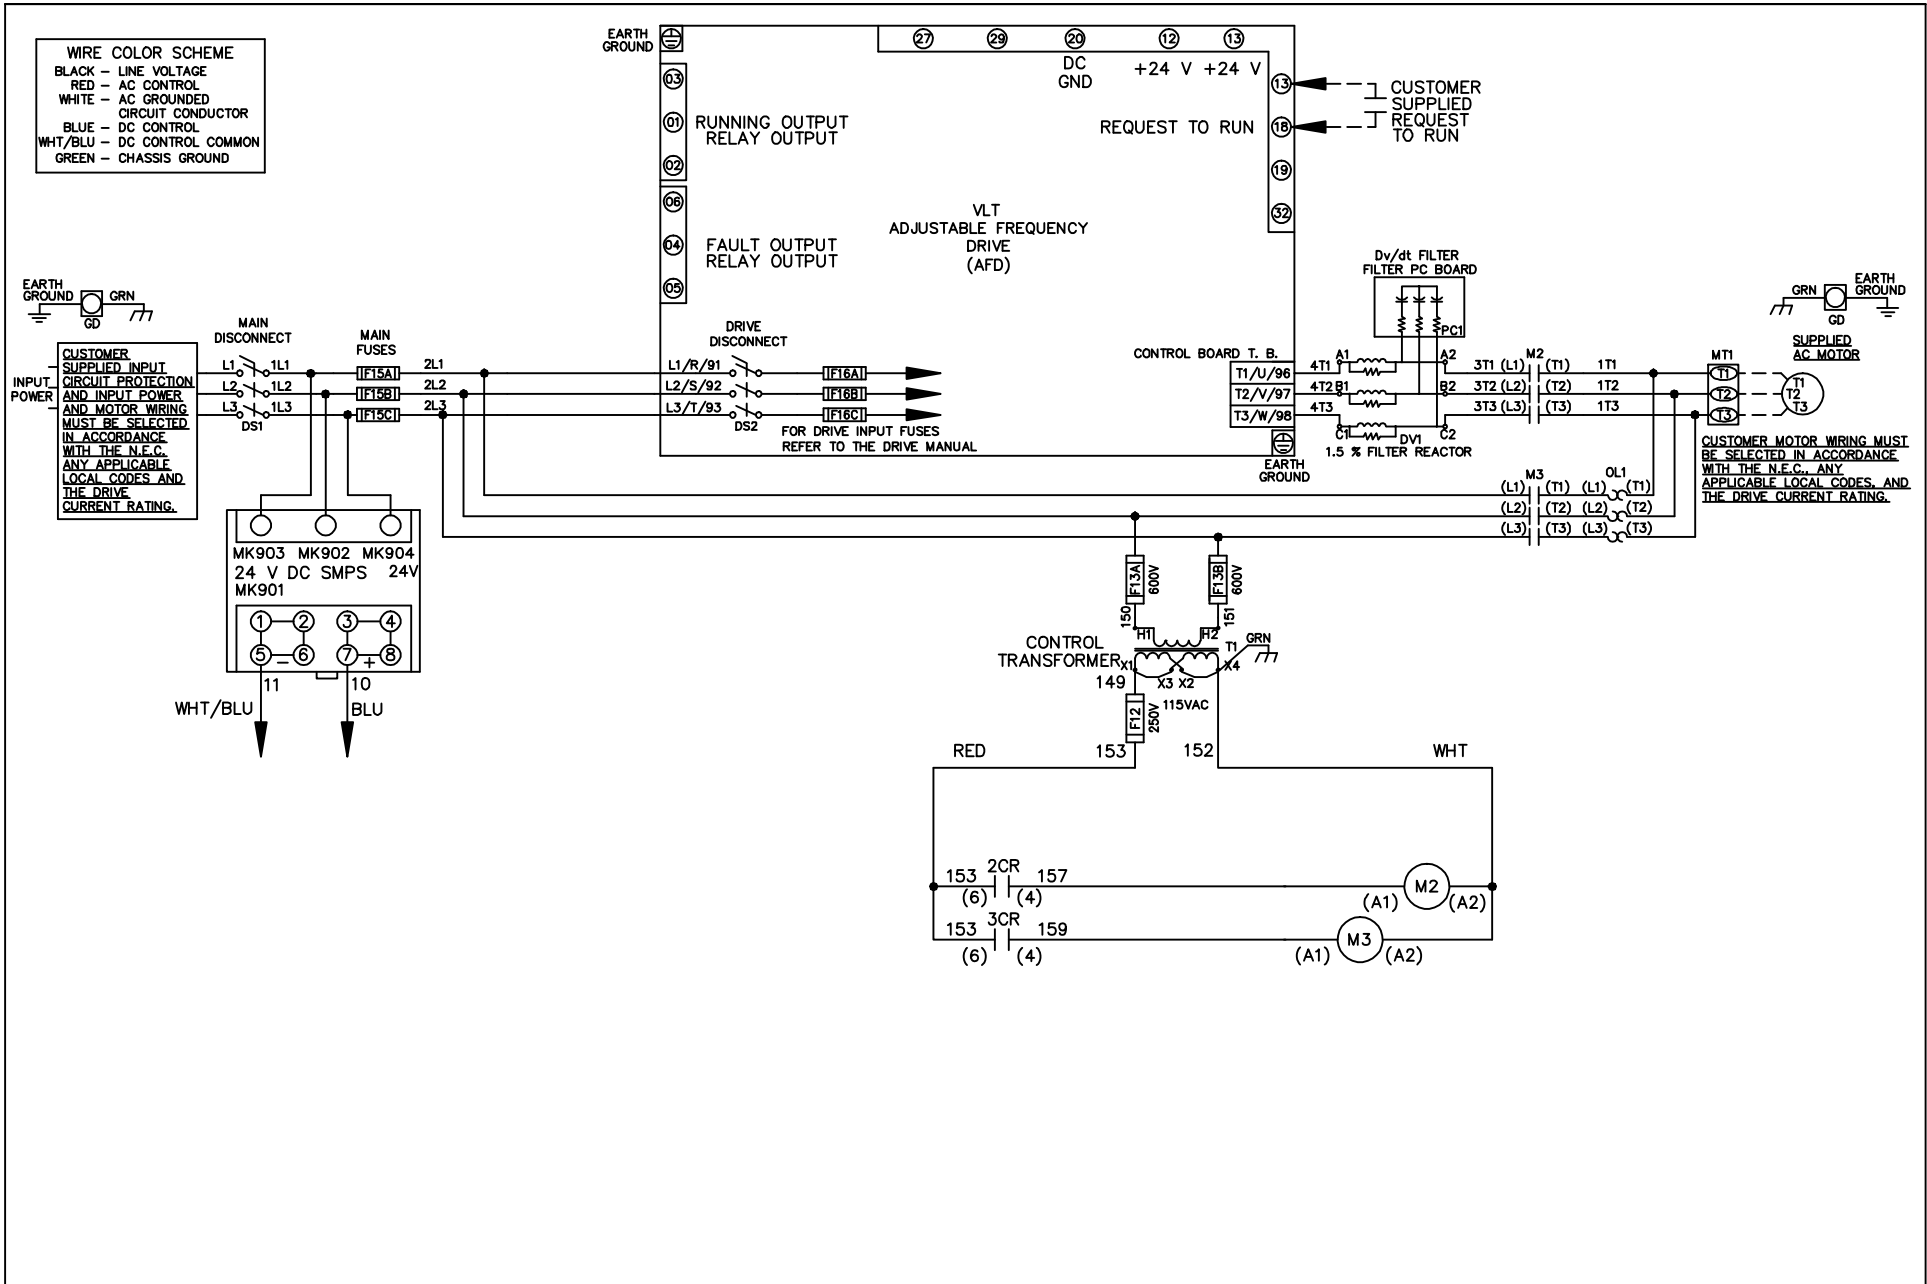 WIRE COLOR SCHEME
BLACK – LINE VOLTAGE
RED – AC CONTROL
WHITE – AC GROUNDED
CIRCUIT CONDUCTOR
BLUE – DC CONTROL
WHT/BLU – DC CONTROL COMMON
GREEN – CHASSIS GROUND
EARTH
GROUND
03
01
02
RUNNING OUTPUT
RELAY OUTPUT
06
04
05
FAULT OUTPUT
RELAY OUTPUT
27 29 20 12 13
DC
GND
+24 V +24 V
13
18
19
32
REQUEST TO RUN
CUSTOMER
SUPPLIED
REQUEST
TO RUN
VLT
ADJUSTABLE FREQUENCY
DRIVE
(AFD)
Dv/dt FILTER
FILTER PC BOARD
PC1
EARTH
GROUND
GRN
GD
INPUT
POWER
CUSTOMER
SUPPLIED INPUT
CIRCUIT PROTECTION
AND INPUT POWER
AND MOTOR WIRING
MUST BE SELECTED
IN ACCORDANCE
WITH THE N.E.C.
ANY APPLICABLE
LOCAL CODES AND
THE DRIVE
CURRENT RATING.
MAIN
DISCONNECT
L1 1L1
L2 1L2
L3 1L3
DS1
MAIN
FUSES
F15A
F15B
F15C
2L1
2L2
2L3
L1/R/91
L2/S/92
L3/T/93
DRIVE
DISCONNECT
DS2
F16A
F16B
F16C
FOR DRIVE INPUT FUSES
REFER TO THE DRIVE MANUAL
CONTROL BOARD T. B.
T1/U/96
T2/V/97
T3/W/98
EARTH
GROUND
4T1 A1 A2
4T2 B1 B2
4T3 C1 C2
DV1
1.5 % FILTER REACTOR
M2
3T1 (L1) (T1) 1T1
3T2 (L2) (T2) 1T2
3T3 (L3) (T3) 1T3
MT1
T1
T2
T3
T1
T2
T3
GRN
GD
EARTH
GROUND
SUPPLIED
AC MOTOR
CUSTOMER MOTOR WIRING MUST
BE SELECTED IN ACCORDANCE
WITH THE N.E.C., ANY
APPLICABLE LOCAL CODES, AND
THE DRIVE CURRENT RATING.
M3 OL1
(L1) (T1) (L1) (T1)
(L2) (T2) (L2) (T2)
(L3) (T3) (L3) (T3)
MK903 MK902 MK904
24 V DC SMPS 24V
MK901
1 2 3 4
5 – 6 7 + 8
11 10
WHT/BLU BLU
F13A
600V
F13B
600V
150
151
H1 H2
CONTROL
TRANSFORMER
T1
GRN
X1 X3 X2 X4
149
115VAC
F12
250V
RED 153 152 WHT
153 2CR 157
(6) (4)
M2
(A1) (A2)
153 3CR 159
(6) (4)
M3
(A1) (A2)